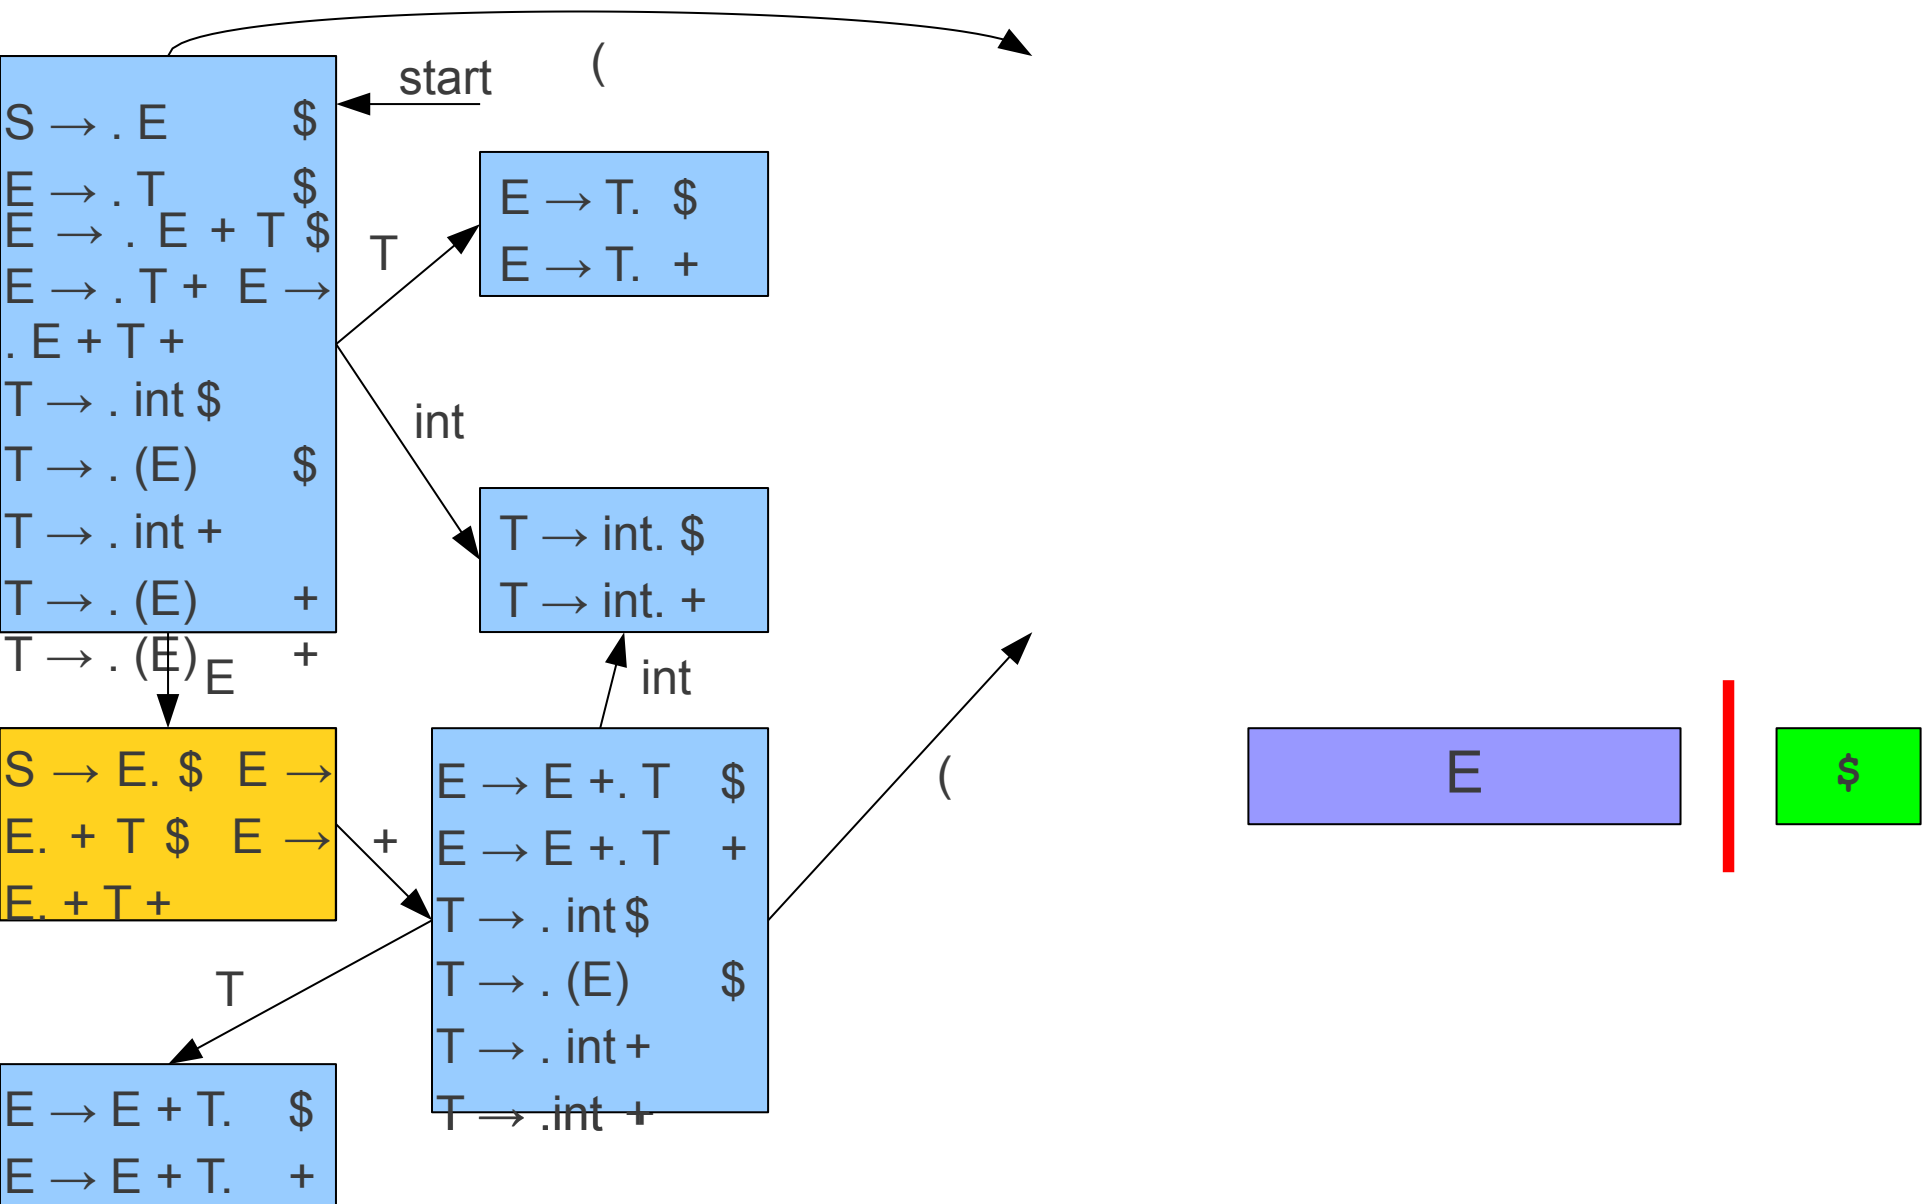 (
start
S → . E $
E → . T $
E → . E + T $
E → . T + E →
. E + T +
T → . int $
T → . (E) $
T → . int +
T → . (E) +
T → . (E) +
E → T. $
E → T. +
T
int
T → int. $
T → int. +
E
int
S → E. $ E →
E. + T $ E →
E. + T +
+
E → E +. T $
E → E +. T +
T → . int $
T → . (E) $
T → . int +
T → .int +
(
E
$
T
E → E + T. $
E → E + T. +